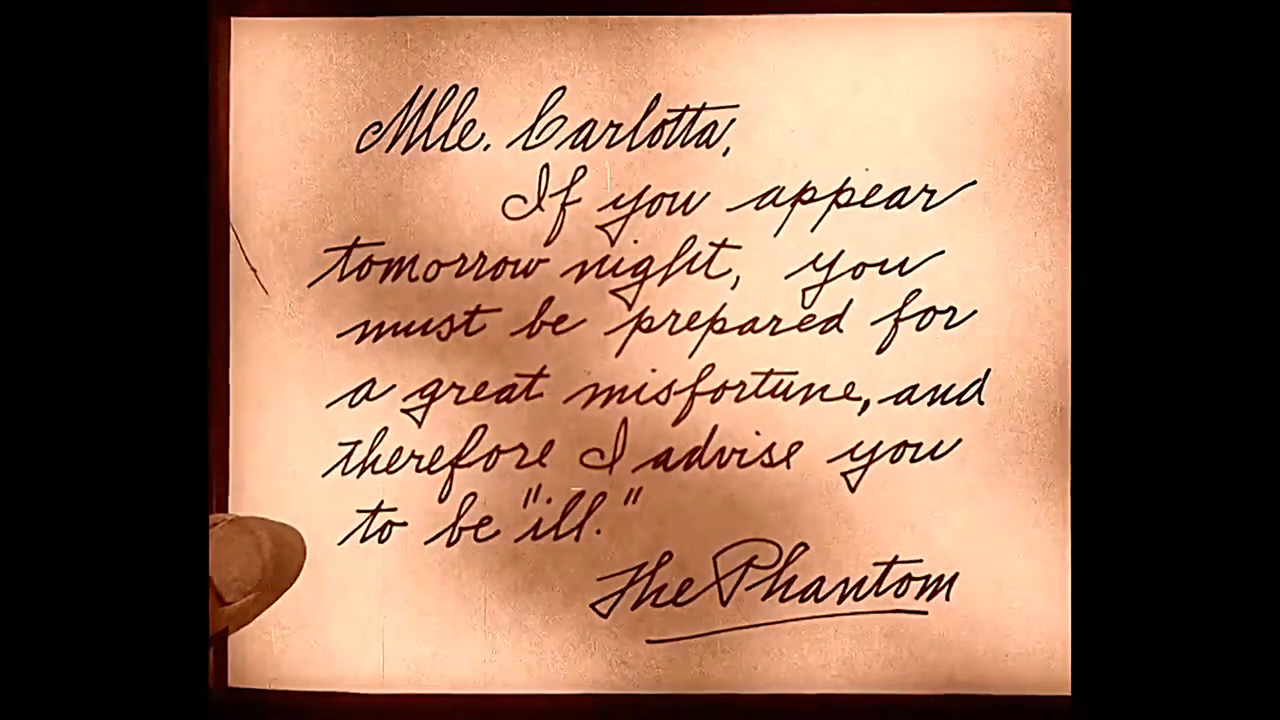 Mlle. Carlotta,
If you appear
tomorrow night, you
must be prepared for
a great misfortune, and
therefore I advise you
to be "ill."
The Phantom